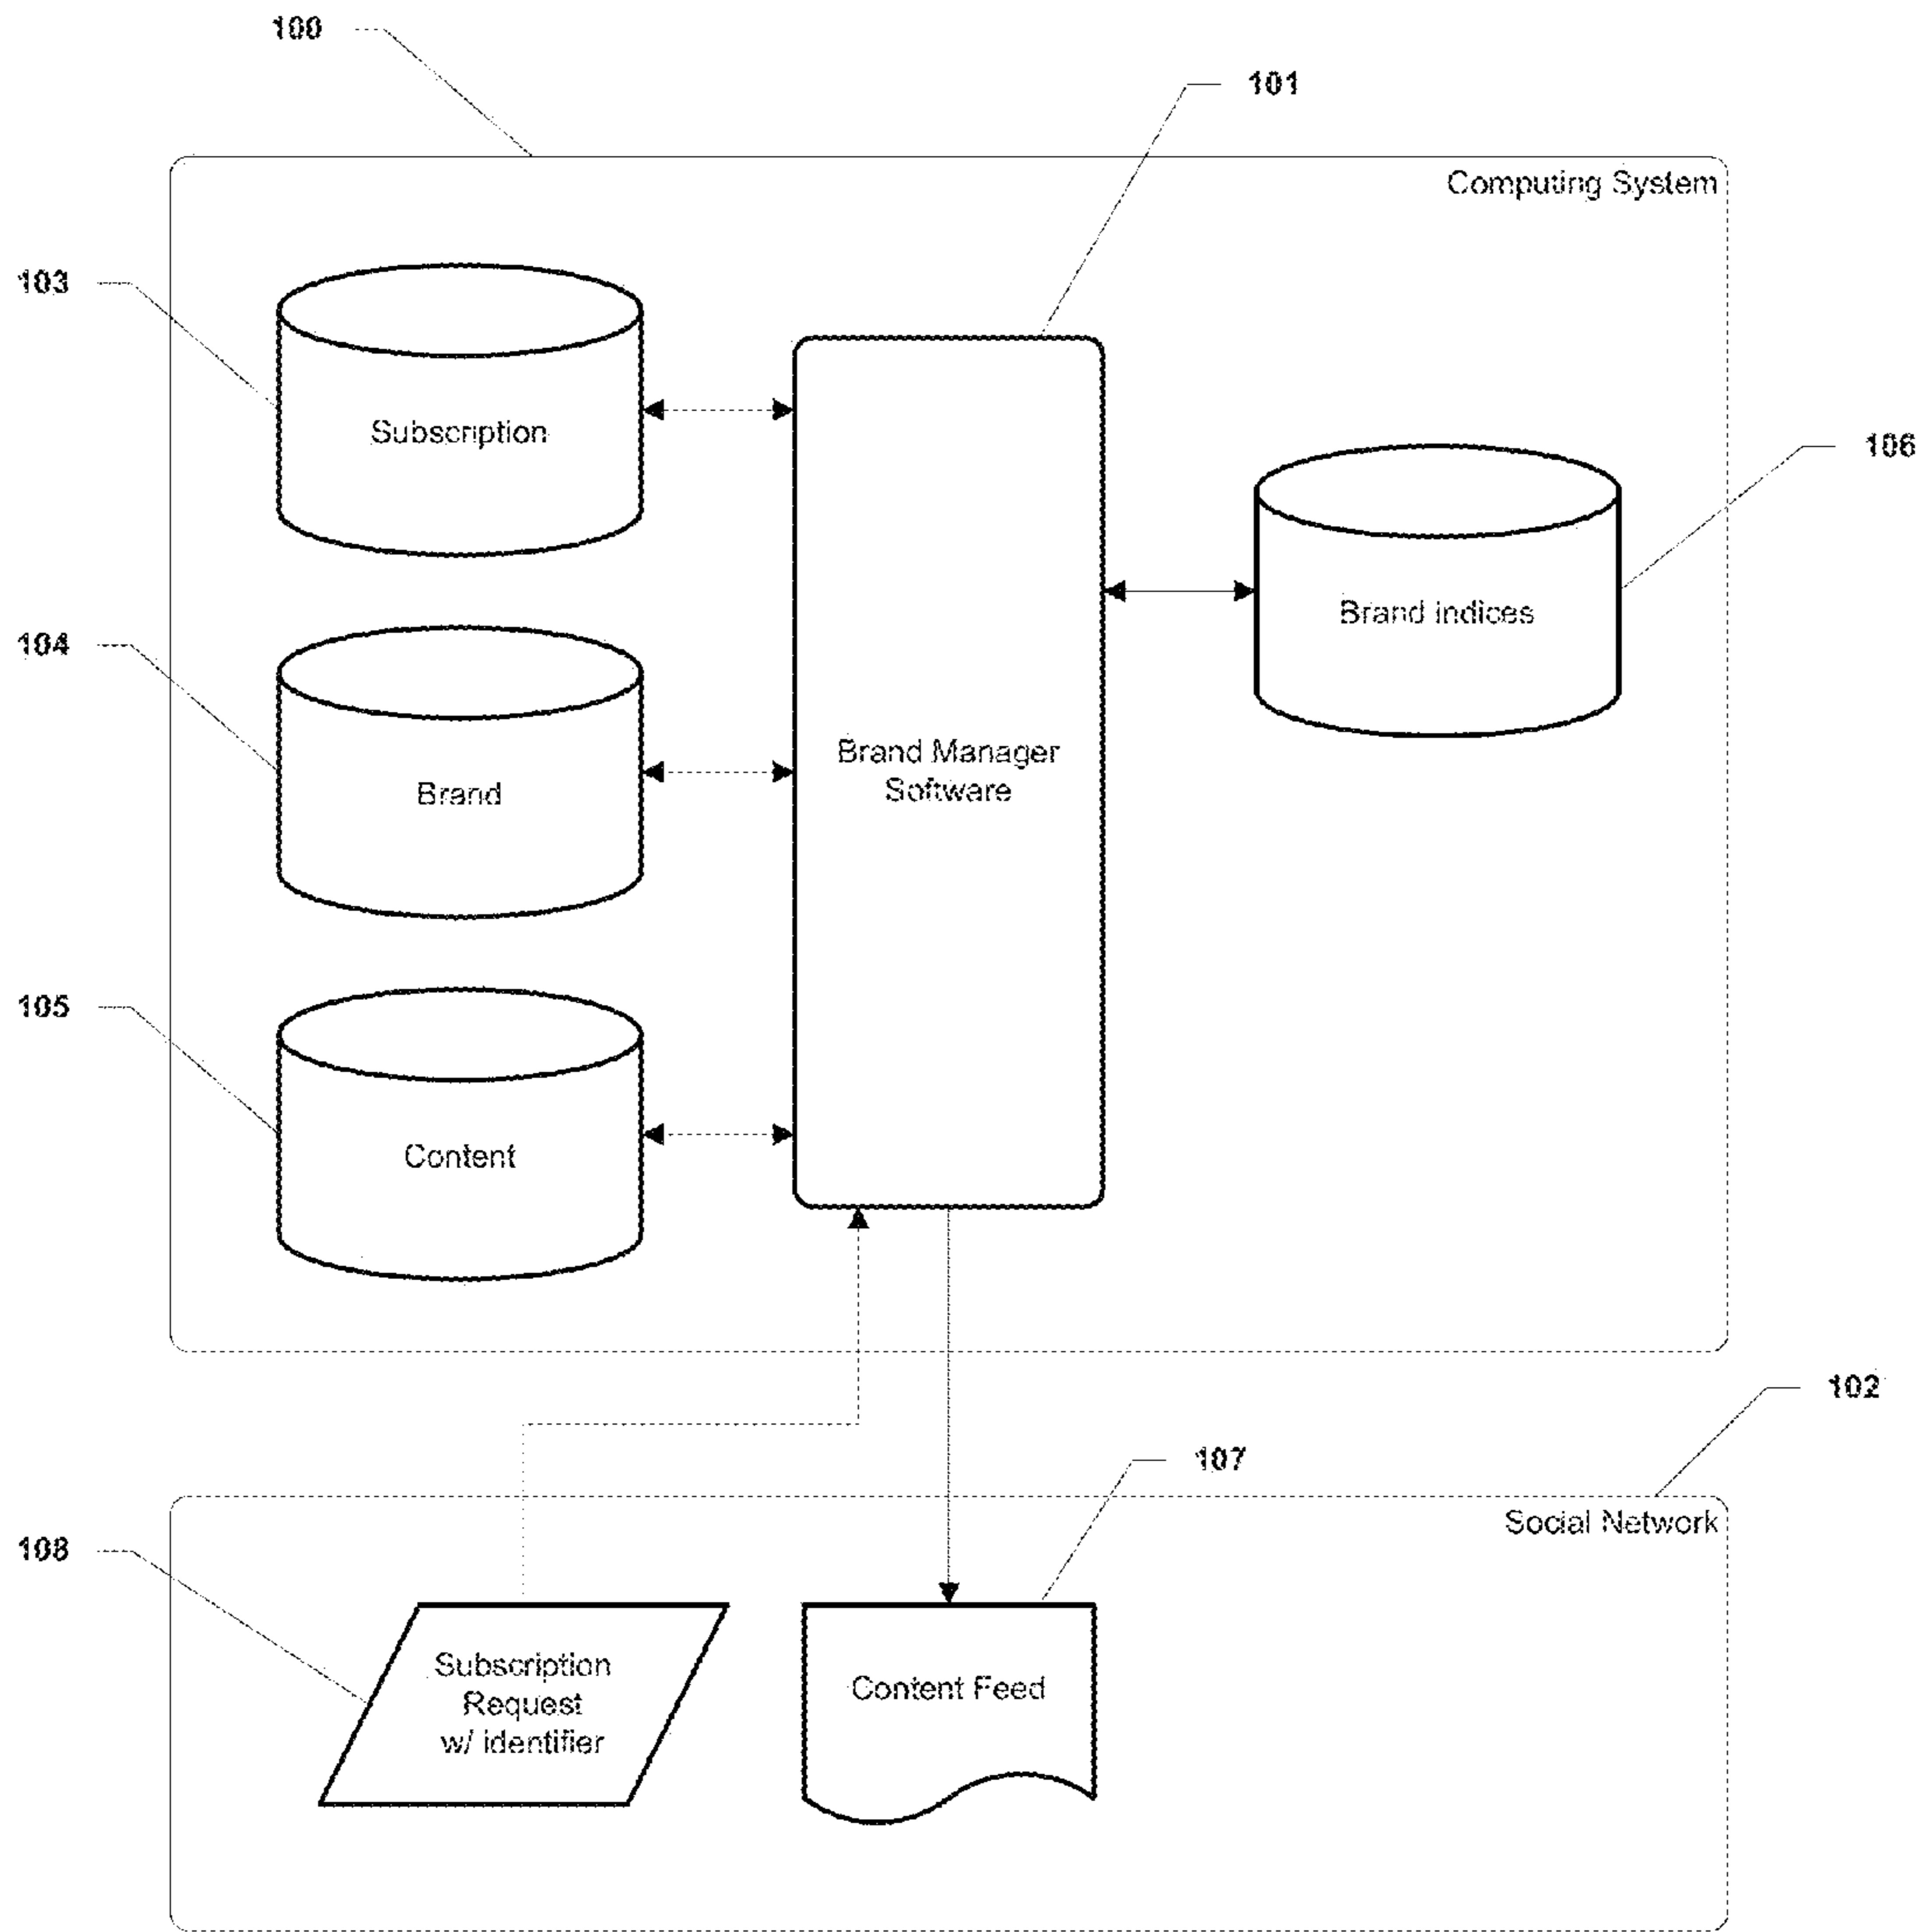 100
101
Computing System
103
Subscription
106
Brand indices
104
Brand Manager
Software
Brand
105
Content
102
107
Social Network
108
Subscription
Request
w/ identifier
Content Feed